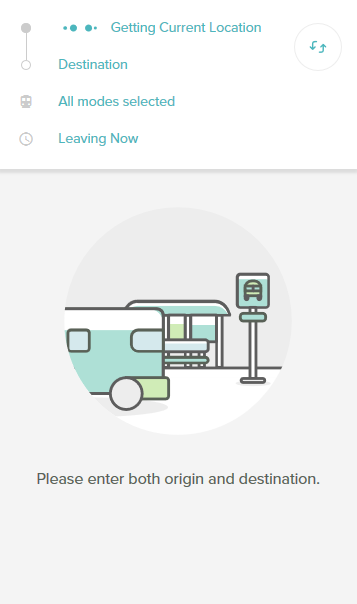 Getting Current Location
Destination
All modes selected
Leaving Now
Please enter both origin and destination.